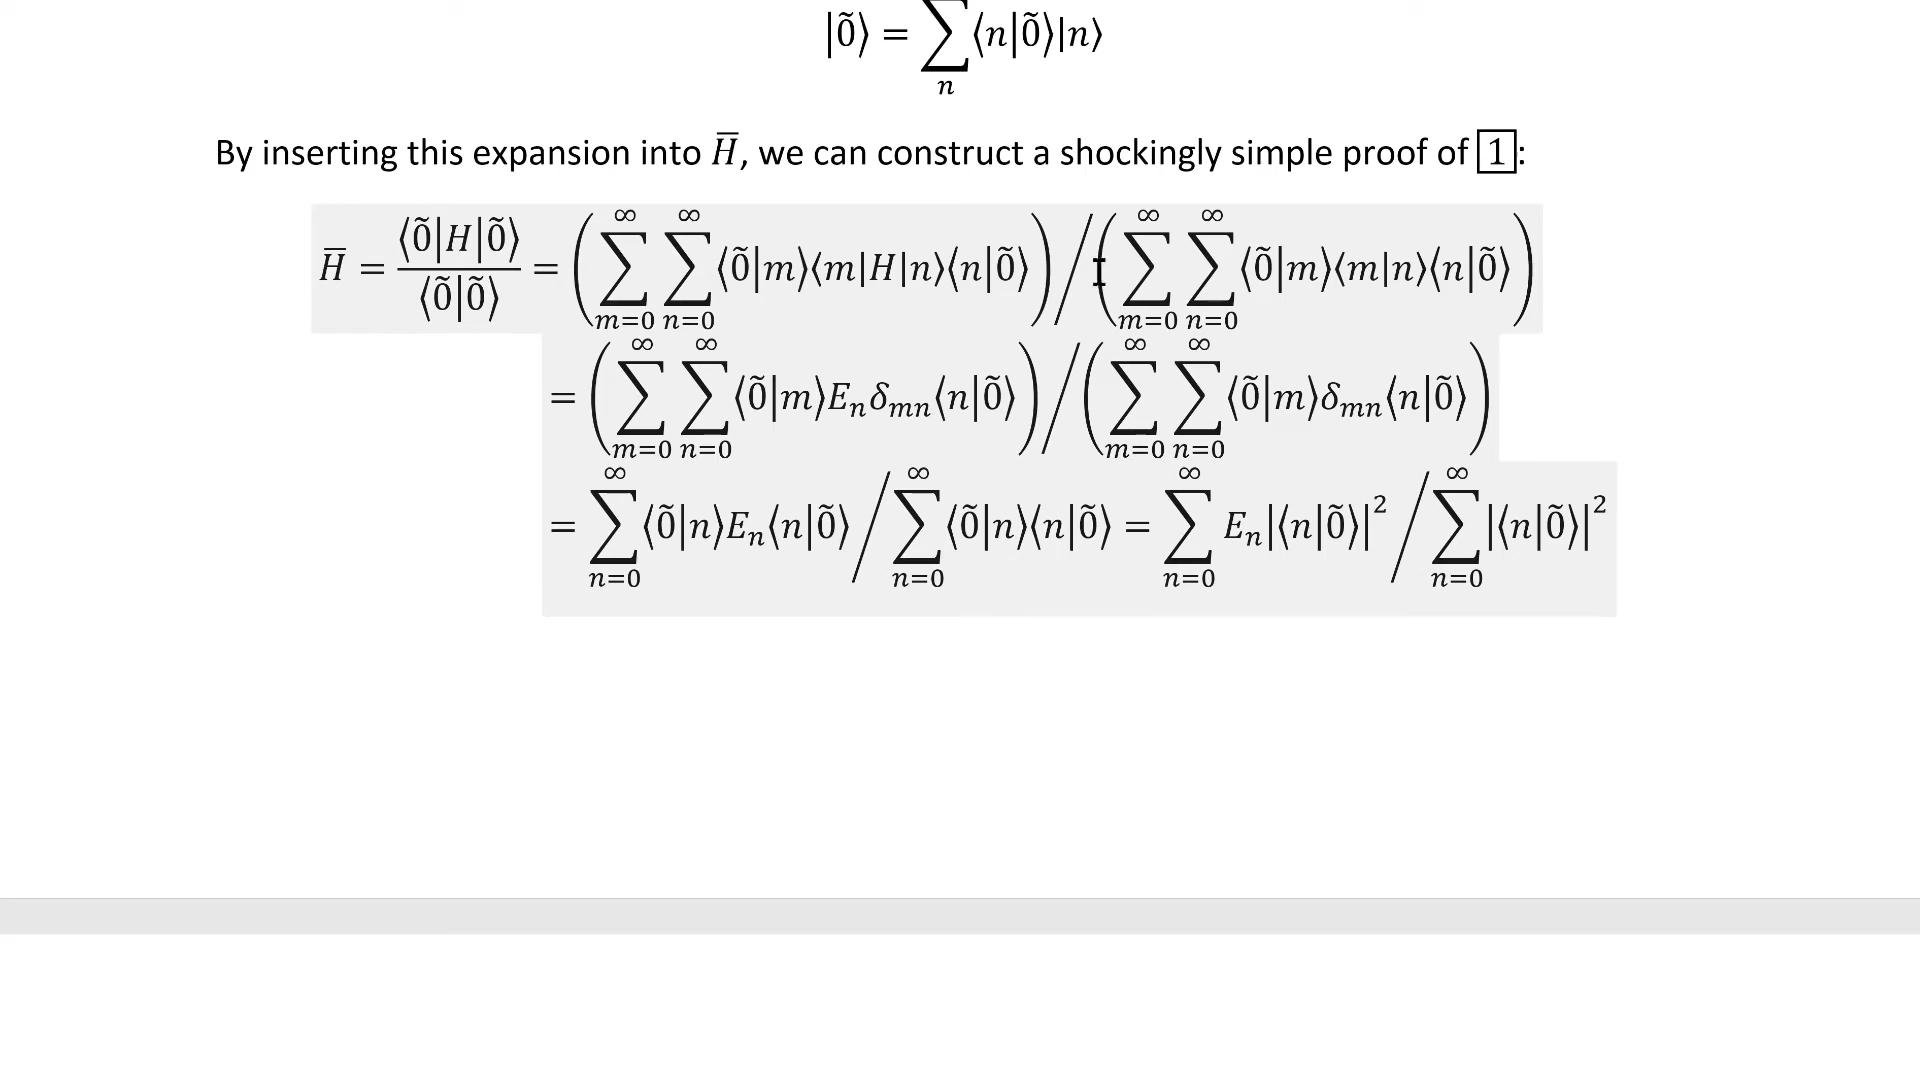 |0̃⟩ = ∑_n ⟨n|0̃⟩|n⟩
By inserting this expansion into H̅, we can construct a shockingly simple proof of 1:
H̅ = ⟨0̃|H|0̃⟩ / ⟨0̃|0̃⟩ = (∑_{m=0}^∞ ∑_{n=0}^∞ ⟨0̃|m⟩⟨m|H|n⟩⟨n|0̃⟩) / (∑_{m=0}^∞ ∑_{n=0}^∞ ⟨0̃|m⟩⟨m|n⟩⟨n|0̃⟩)
= (∑_{m=0}^∞ ∑_{n=0}^∞ ⟨0̃|m⟩E_n δ_{mn}⟨n|0̃⟩) / (∑_{m=0}^∞ ∑_{n=0}^∞ ⟨0̃|m⟩δ_{mn}⟨n|0̃⟩)
= ∑_{n=0}^∞ ⟨0̃|n⟩E_n⟨n|0̃⟩ / ∑_{n=0}^∞ ⟨0̃|n⟩⟨n|0̃⟩ = ∑_{n=0}^∞ E_n|⟨n|0̃⟩|² / ∑_{n=0}^∞ |⟨n|0̃⟩|²